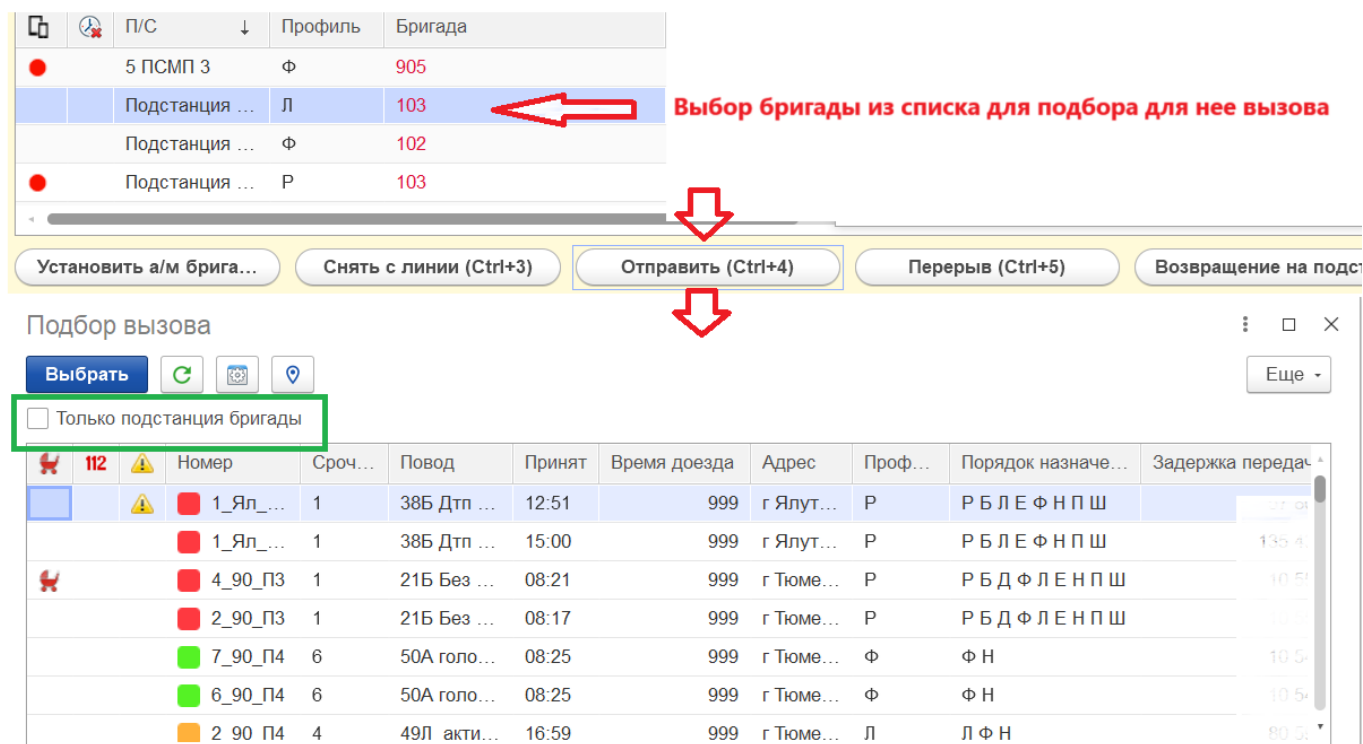 П/С ↓ Профиль Бригада
5 ПСМП 3 Ф 905
Подстанция ... Л 103
Выбор бригады из списка для подбора для нее вызова
Подстанция ... Ф 102
Подстанция ... Р 103
Установить а/м брига... Снять с линии (Ctrl+3) Отправить (Ctrl+4) Перерыв (Ctrl+5) Возвращение на подст
Подбор вызова
Выбрать Еще
Только подстанция бригады
112 Номер Сроч... Повод Принят Время доезда Адрес Проф... Порядок назначе... Задержка передач
1_Ял_... 1 38Б Дтп ... 12:51 999 г Ялут... Р Р Б Л Е Ф Н П Ш
1_Ял_... 1 38Б Дтп ... 15:00 999 г Ялут... Р Р Б Л Е Ф Н П Ш
4_90_П3 1 21Б Без ... 08:21 999 г Тюме... Р Р Б Д Ф Л Е Н П Ш
2_90_П3 1 21Б Без ... 08:17 999 г Тюме... Р Р Б Д Ф Л Е Н П Ш
7_90_П4 6 50А голо... 08:25 999 г Тюме... Ф Ф Н
6_90_П4 6 50А голо... 08:25 999 г Тюме... Ф Ф Н
2_90_П4 4 49Л акти... 16:59 999 г Тюме... Л Л Ф Н